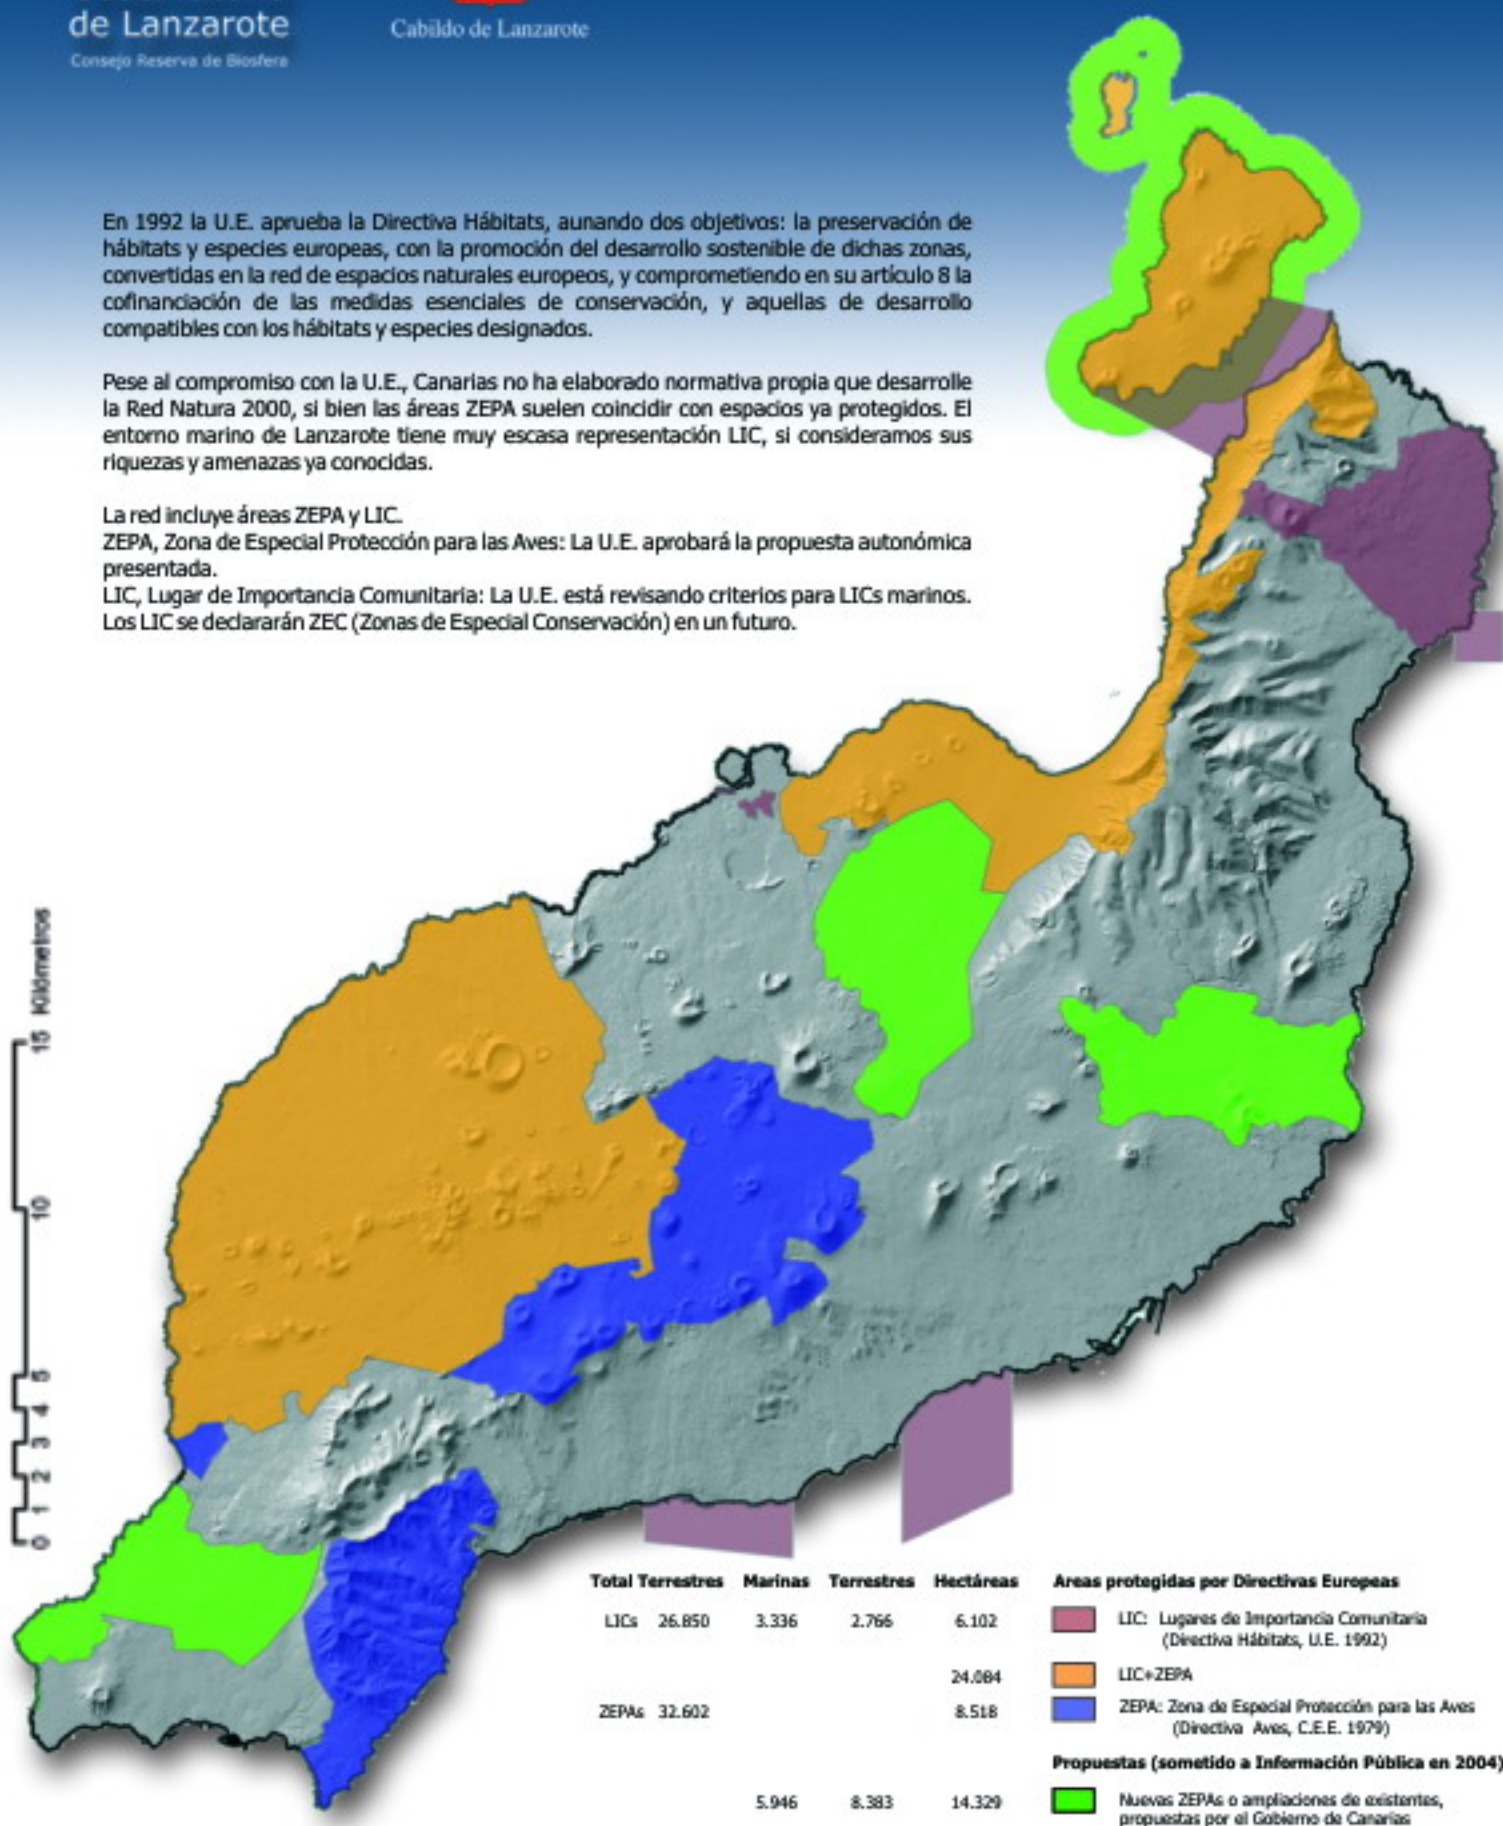 de Lanzarote
Consejo Reserva de Biosfera
Cabildo de Lanzarote
En 1992 la U.E. aprueba la Directiva Hábitats, aunando dos objetivos: la preservación de
hábitats y especies europeas, con la promoción del desarrollo sostenible de dichas zonas,
convertidas en la red de espacios naturales europeos, y comprometiendo en su artículo 8 la
cofinanciación de las medidas esenciales de conservación, y aquellas de desarrollo
compatibles con los hábitats y especies designados.
Pese al compromiso con la U.E., Canarias no ha elaborado normativa propia que desarrolle
la Red Natura 2000, si bien las áreas ZEPA suelen coincidir con espacios ya protegidos. El
entorno marino de Lanzarote tiene muy escasa representación LIC, si consideramos sus
riquezas y amenazas ya conocidas.
La red incluye áreas ZEPA y LIC.
ZEPA, Zona de Especial Protección para las Aves: La U.E. aprobará la propuesta autonómica
presentada.
LIC, Lugar de Importancia Comunitaria: La U.E. está revisando criterios para LICs marinos.
Los LIC se declararán ZEC (Zonas de Especial Conservación) en un futuro.
Kilómetros
15
10
5
4
3
2
1
0
Total Terrestres Marinas Terrestres Hectáreas
LICs 26.850 3.336 2.766 6.102
24.084
ZEPAs 32.602 8.518
5.946 8.383 14.329
Areas protegidas por Directivas Europeas
LIC: Lugares de Importancia Comunitaria
(Directiva Hábitats, U.E. 1992)
LIC+ZEPA
ZEPA: Zona de Especial Protección para las Aves
(Directiva Aves, C.E.E. 1979)
Propuestas (sometido a Información Pública en 2004)
Nuevas ZEPAs o ampliaciones de existentes,
propuestas por el Gobierno de Canarias